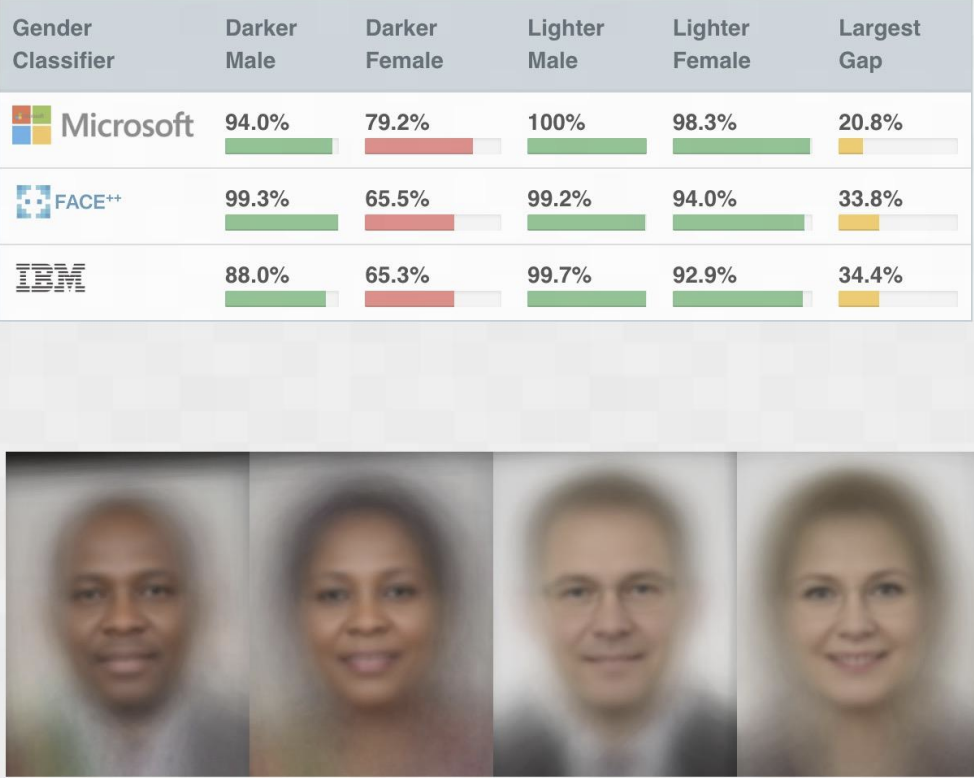 Gender Classifier
Darker Male
Darker Female
Lighter Male
Lighter Female
Largest Gap
Microsoft 94.0% 79.2% 100% 98.3% 20.8%
FACE++ 99.3% 65.5% 99.2% 94.0% 33.8%
IBM 88.0% 65.3% 99.7% 92.9% 34.4%